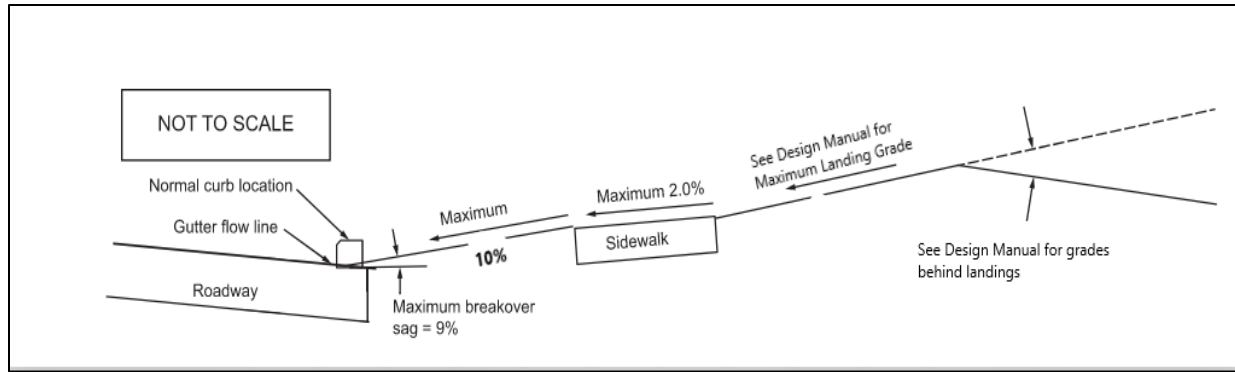 NOT TO SCALE
Normal curb location
Gutter flow line
Roadway
Maximum
10%
Maximum breakover
sag = 9%
Maximum 2.0%
Sidewalk
See Design Manual for
Maximum Landing Grade
See Design Manual for grades
behind landings